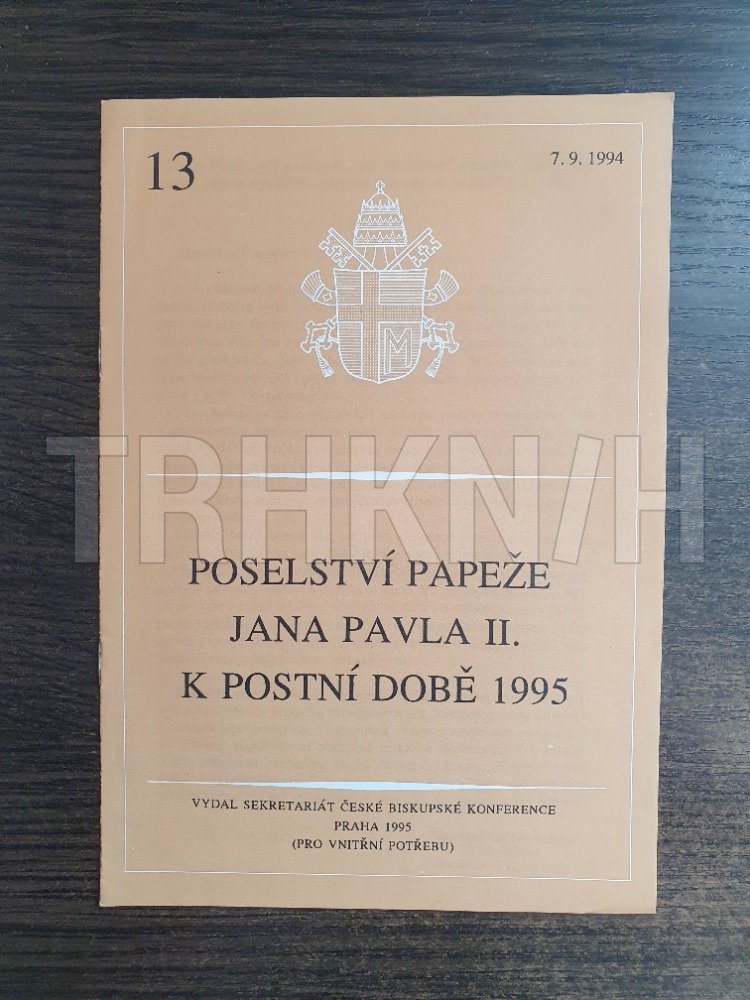 13
7. 9. 1994
M
TRHKN/H
POSELSTVÍ PAPEŽE
JANA PAVLA II.
K POSTNÍ DOBĚ 1995
VYDAL SEKRETARIÁT ČESKÉ BISKUPSKÉ KONFERENCE
PRAHA 1995
(PRO VNITŘNÍ POTŘEBU)